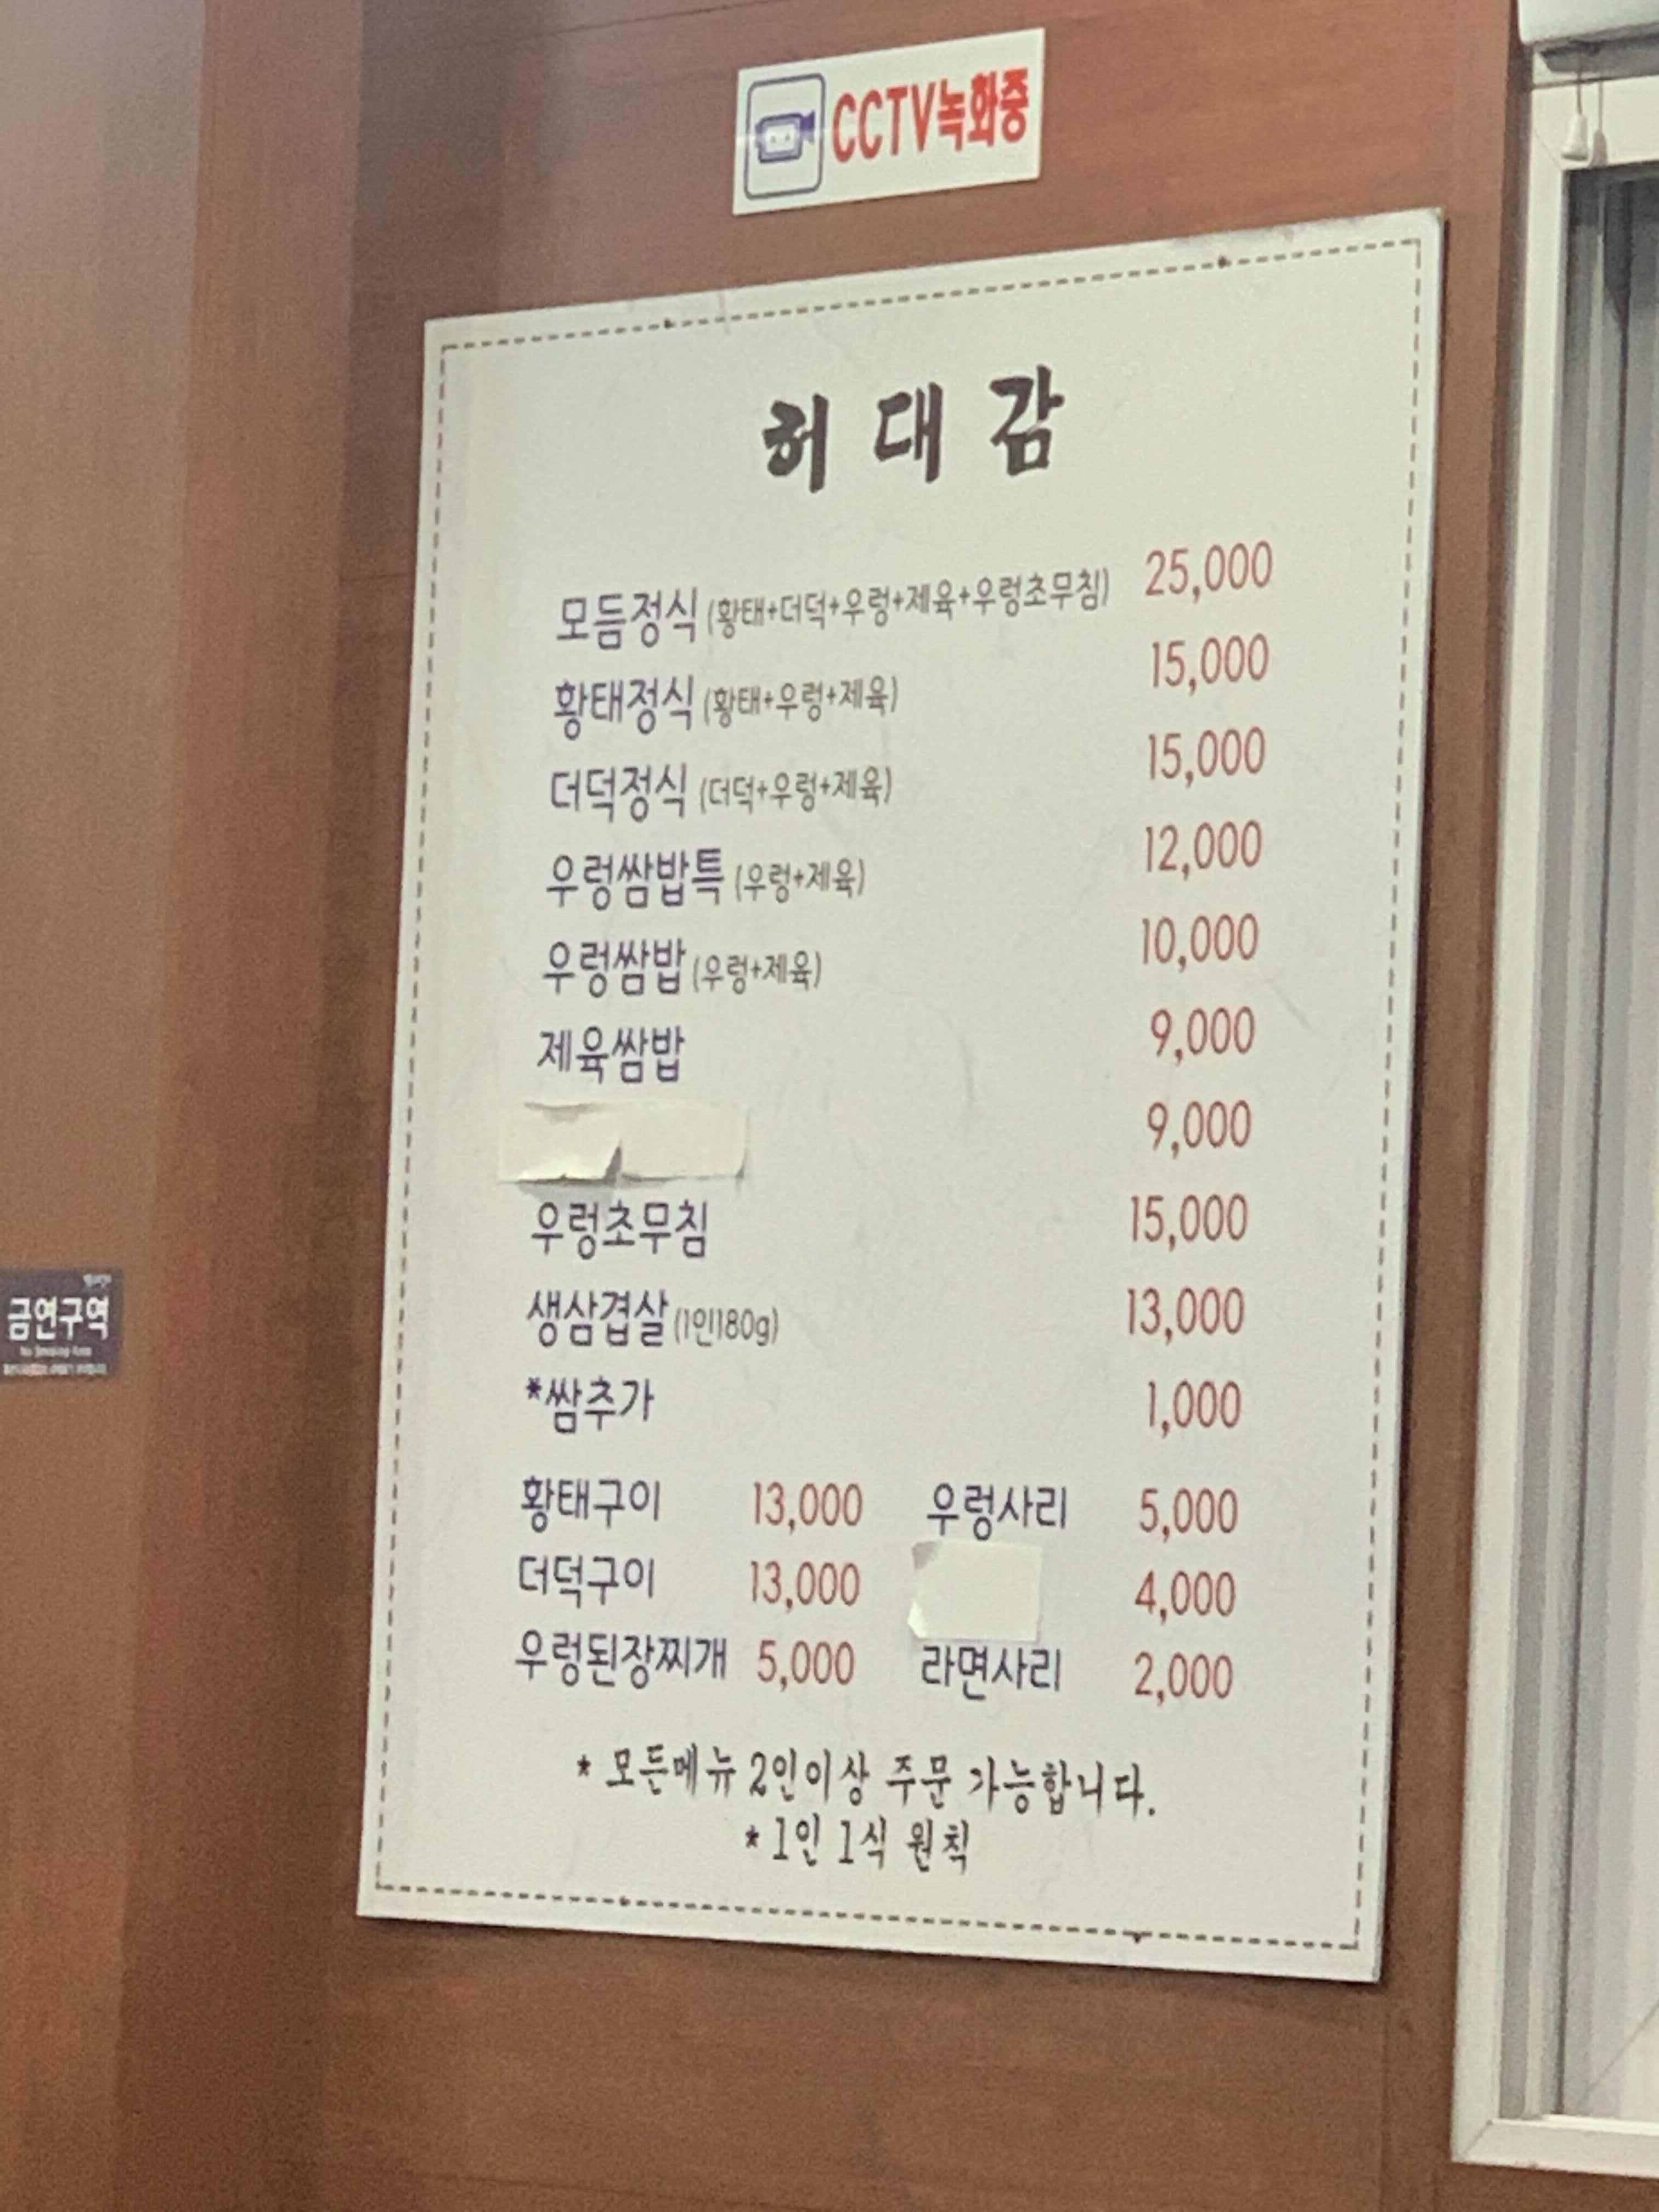 CCTV녹화중
허대감
모듬정식 (황태+더덕+우렁+제육+우렁초무침) 25,000
황태정식 (황태+우렁+제육) 15,000
더덕정식 (더덕+우렁+제육) 15,000
우렁쌈밥특 (우렁+제육) 12,000
우렁쌈밥 (우렁+제육) 10,000
제육쌈밥 9,000
9,000
우렁초무침 15,000
생삼겹살 (1인180g) 13,000
*쌈추가 1,000
황태구이 13,000 우렁사리 5,000
더덕구이 13,000 4,000
우렁된장찌개 5,000 라면사리 2,000
* 모든메뉴 2인이상 주문 가능합니다.
* 1인 1식 원칙
금연구역
No Smoking Area